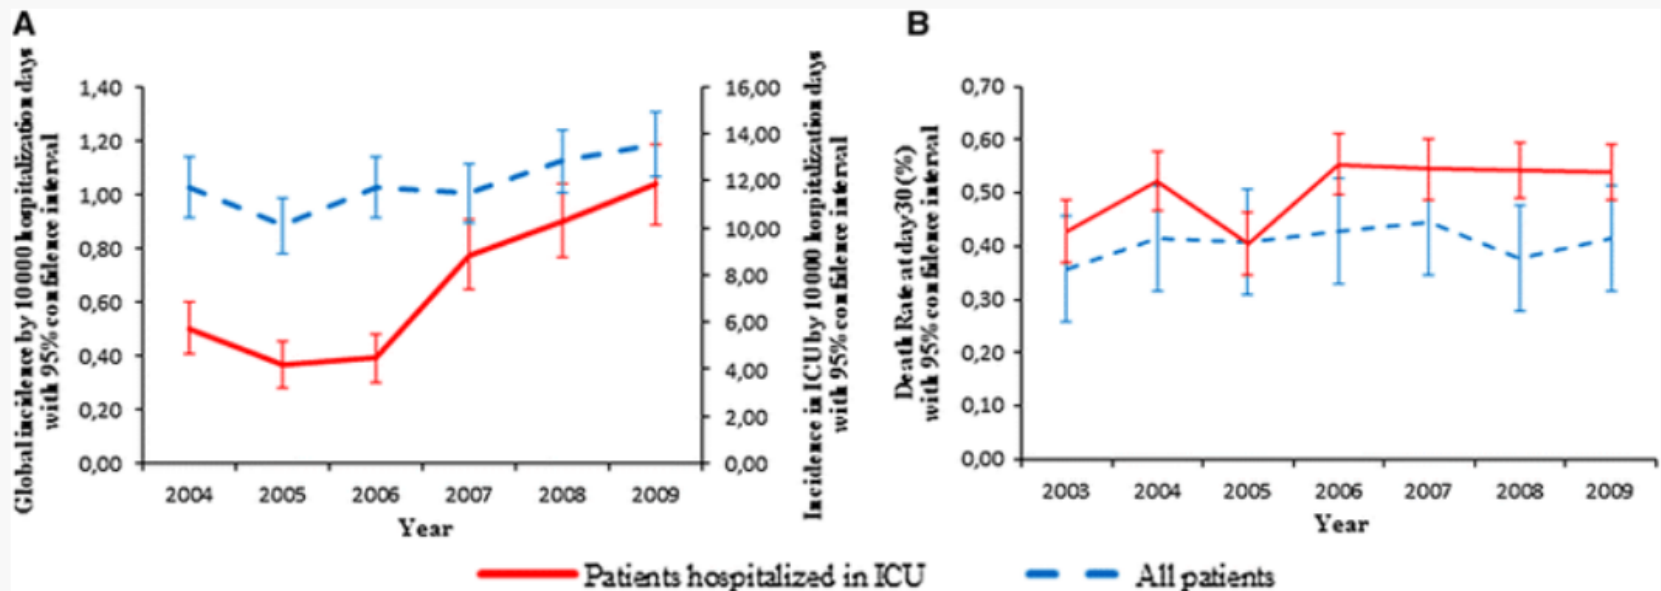 A
Global incidence by 10000 hospitalization days
with 95% confidence interval
1,40
1,20
1,00
0,80
0,60
0,40
0,20
0,00
2004 2005 2006 2007 2008 2009
Year
16,00
14,00
12,00
10,00
8,00
6,00
4,00
2,00
0,00
Incidence in ICU by 10000 hospitalization days
with 95% confidence interval
B
Death Rate at day 30 (%)
with 95% confidence interval
0,70
0,60
0,50
0,40
0,30
0,20
0,10
0,00
2003 2004 2005 2006 2007 2008 2009
Year
Patients hospitalized in ICU
All patients